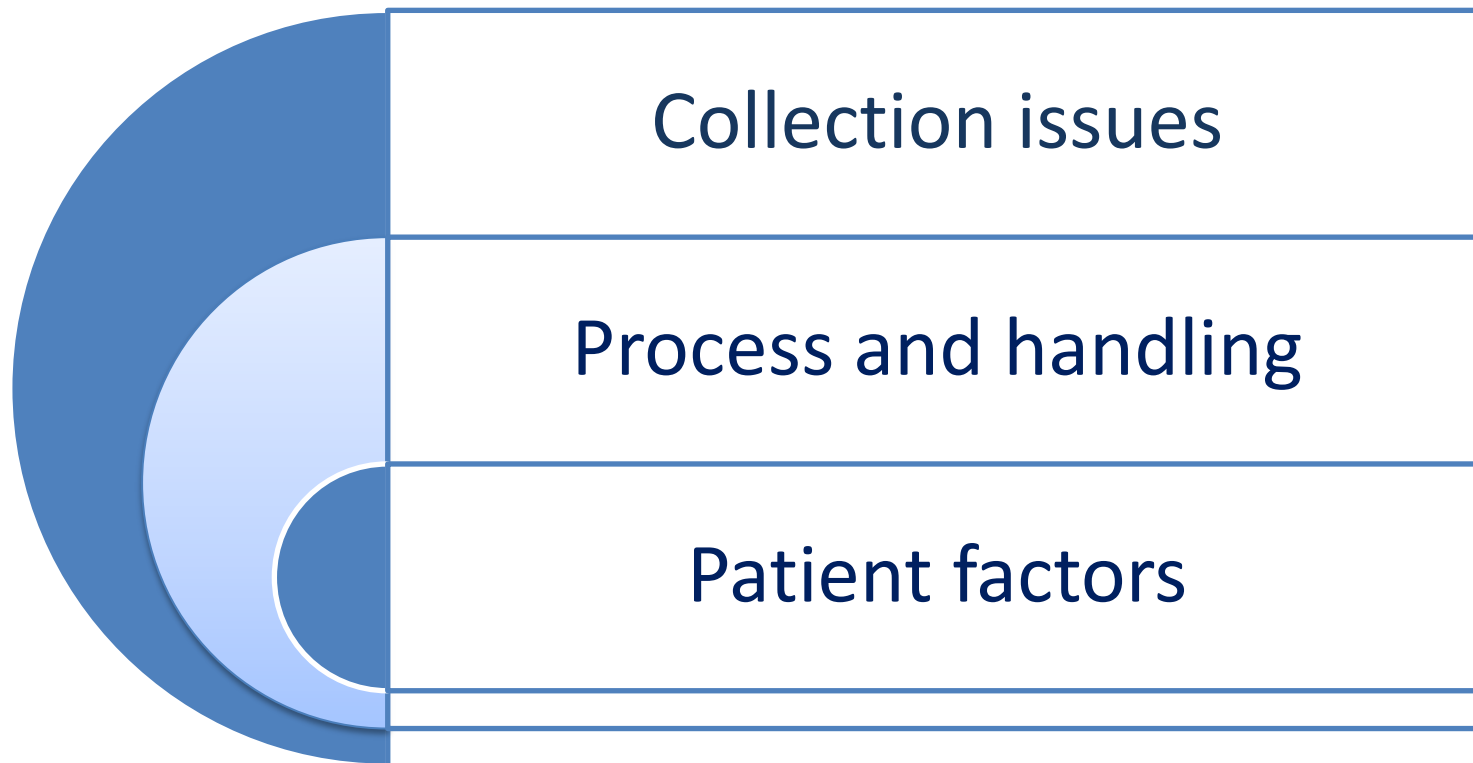 Collection issues
Process and handling
Patient factors